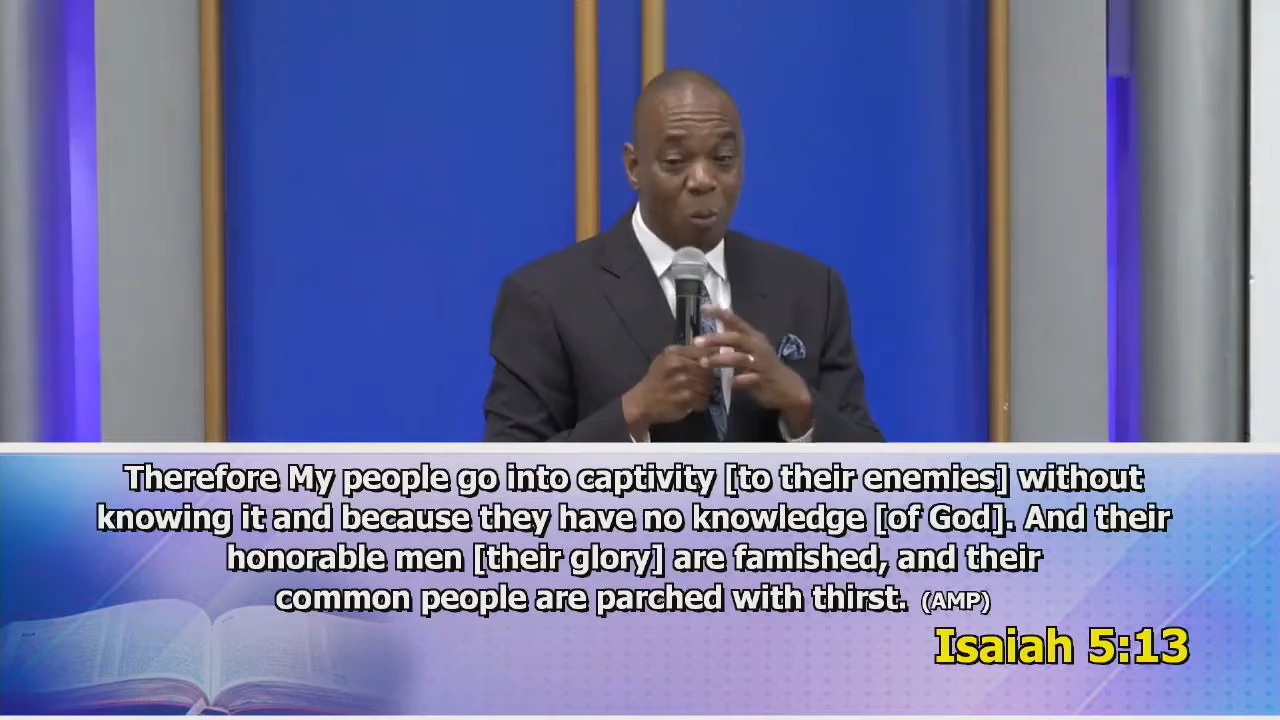 Therefore My people go into captivity [to their enemies] without
knowing it and because they have no knowledge [of God]. And their
honorable men [their glory] are famished, and their
common people are parched with thirst. (AMP)
Isaiah 5:13